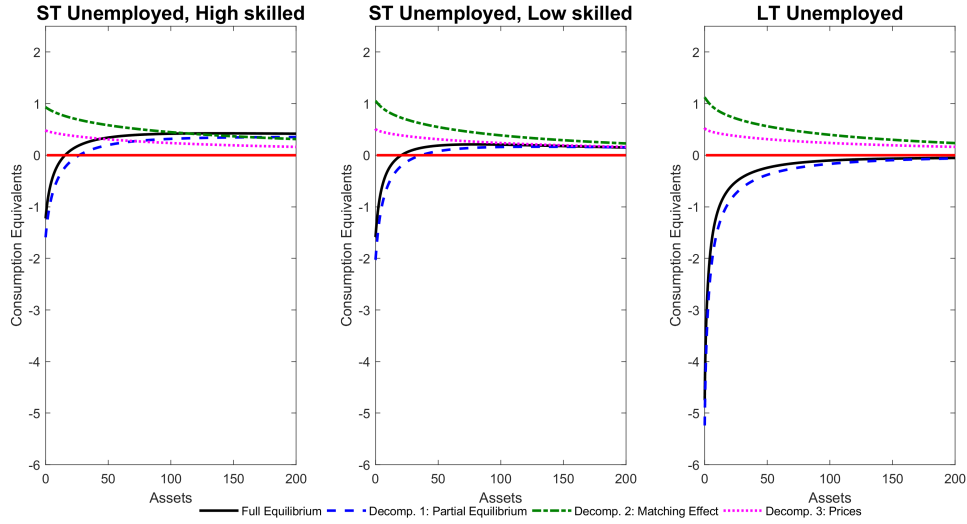 ST Unemployed, High skilled
ST Unemployed, Low skilled
LT Unemployed
2
1
0
-1
-2
-3
-4
-5
-6
Consumption Equivalents
0 50 100 150 200
Assets
2
1
0
-1
-2
-3
-4
-5
-6
Consumption Equivalents
0 50 100 150 200
Assets
2
1
0
-1
-2
-3
-4
-5
-6
Consumption Equivalents
0 50 100 150 200
Assets
Full Equilibrium Decomp. 1: Partial Equilibrium Decomp. 2: Matching Effect Decomp. 3: Prices